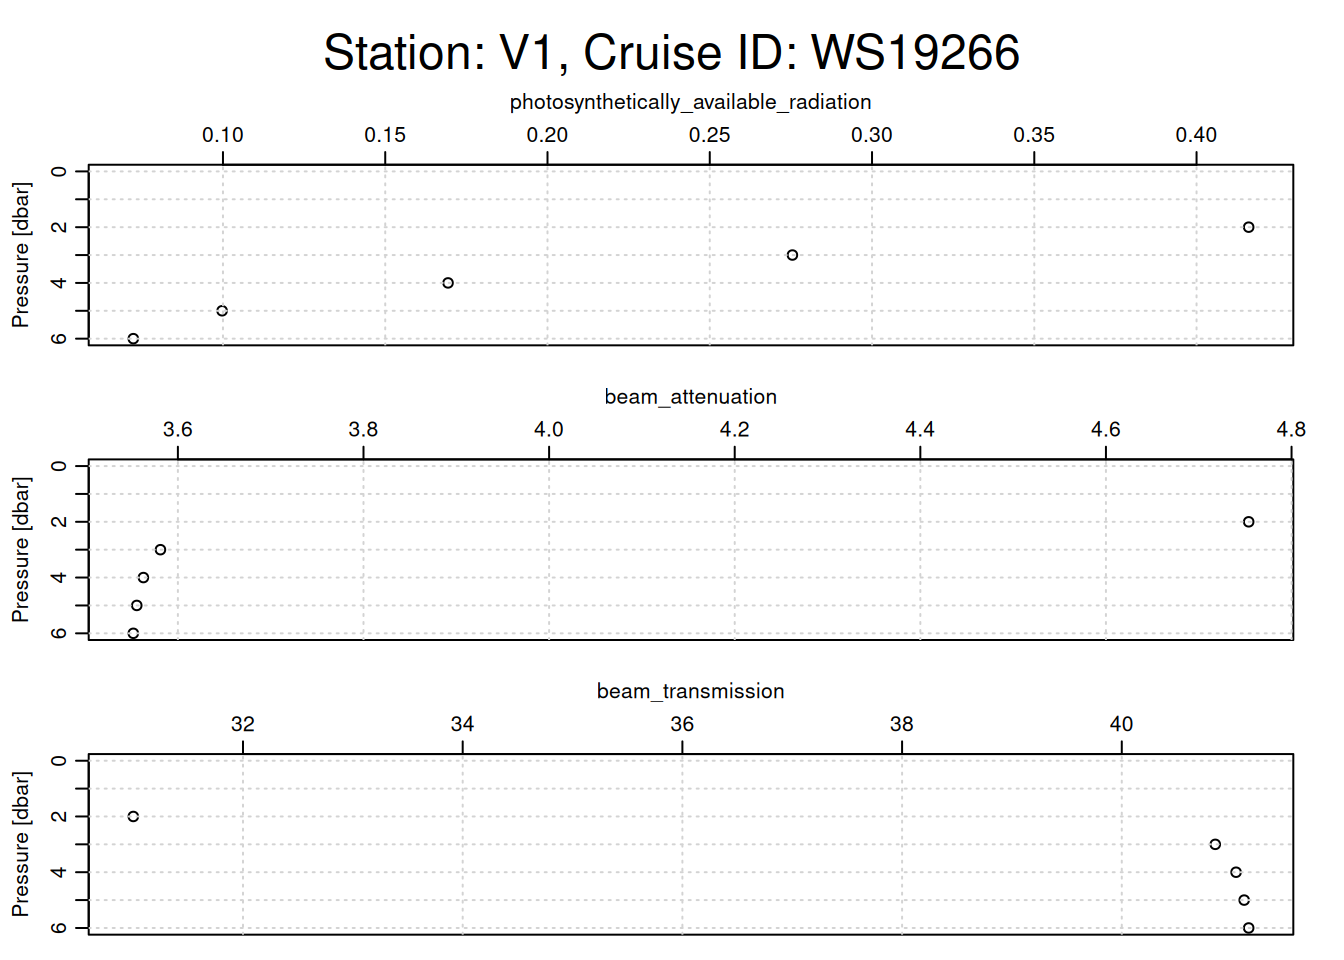 Station: V1, Cruise ID: WS19266
photosynthetically_available_radiation
0.10 0.15 0.20 0.25 0.30 0.35 0.40
Pressure [dbar]
0
2
4
6
beam_attenuation
3.6 3.8 4.0 4.2 4.4 4.6 4.8
Pressure [dbar]
0
2
4
6
beam_transmission
32 34 36 38 40
Pressure [dbar]
0
2
4
6